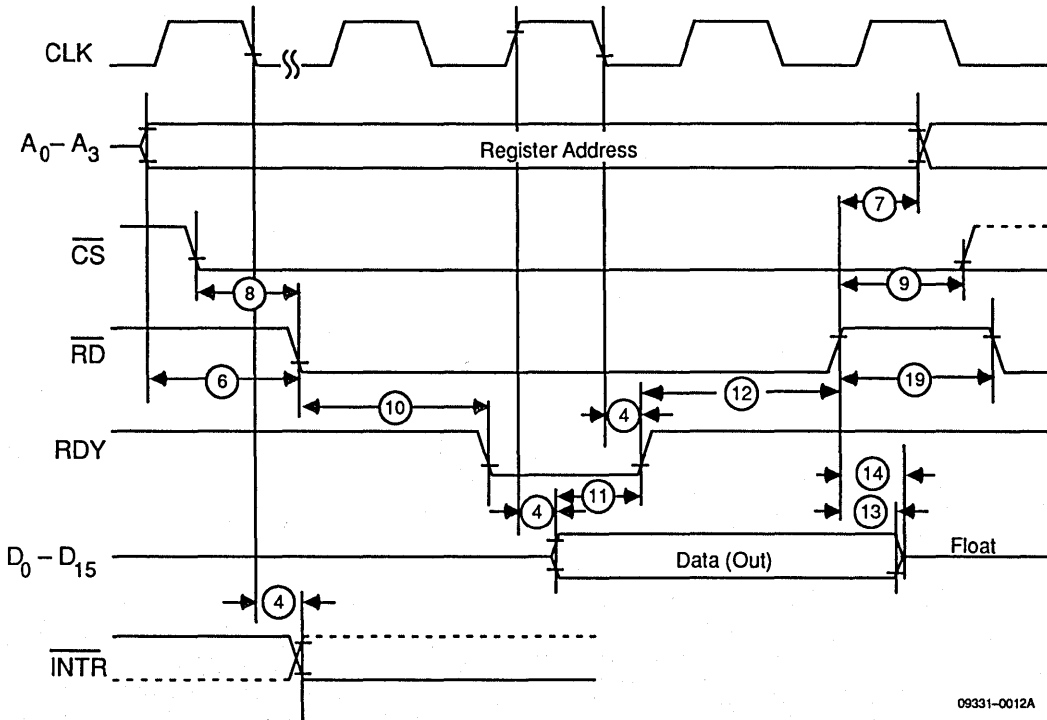 CLK
A0 – A3
Register Address
7
CS
8
9
RD
6
12
19
10
4
RDY
14
11
4
13
D0 – D15
Data (Out)
Float
4
INTR
09331–0012A